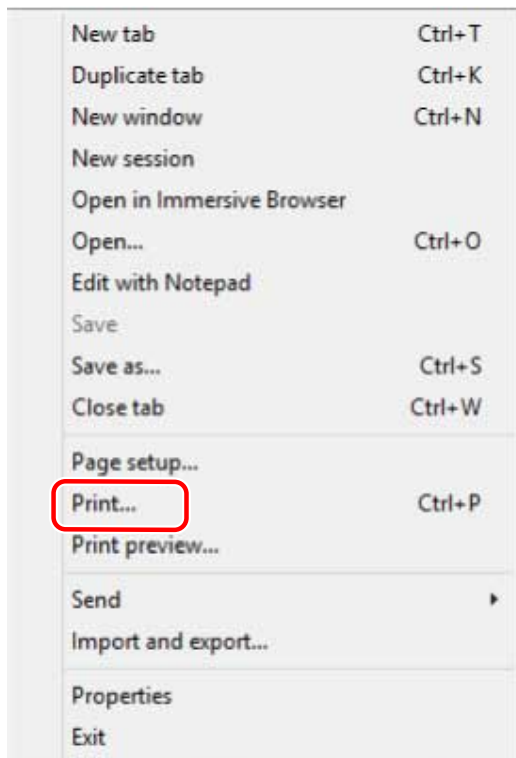 New tab Ctrl+T
Duplicate tab Ctrl+K
New window Ctrl+N
New session
Open in Immersive Browser
Open... Ctrl+O
Edit with Notepad
Save
Save as... Ctrl+S
Close tab Ctrl+W
Page setup...
Print... Ctrl+P
Print preview...
Send
Import and export...
Properties
Exit